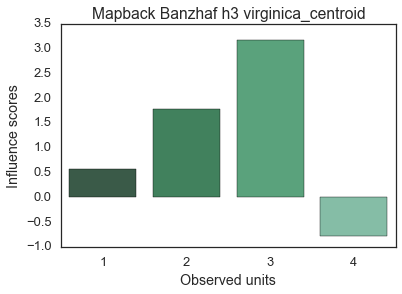 Mapback Banzhaf h3 virginica_centroid
3.5
3.0
2.5
2.0
1.5
1.0
0.5
0.0
−0.5
−1.0
Influence scores
1 2 3 4
Observed units